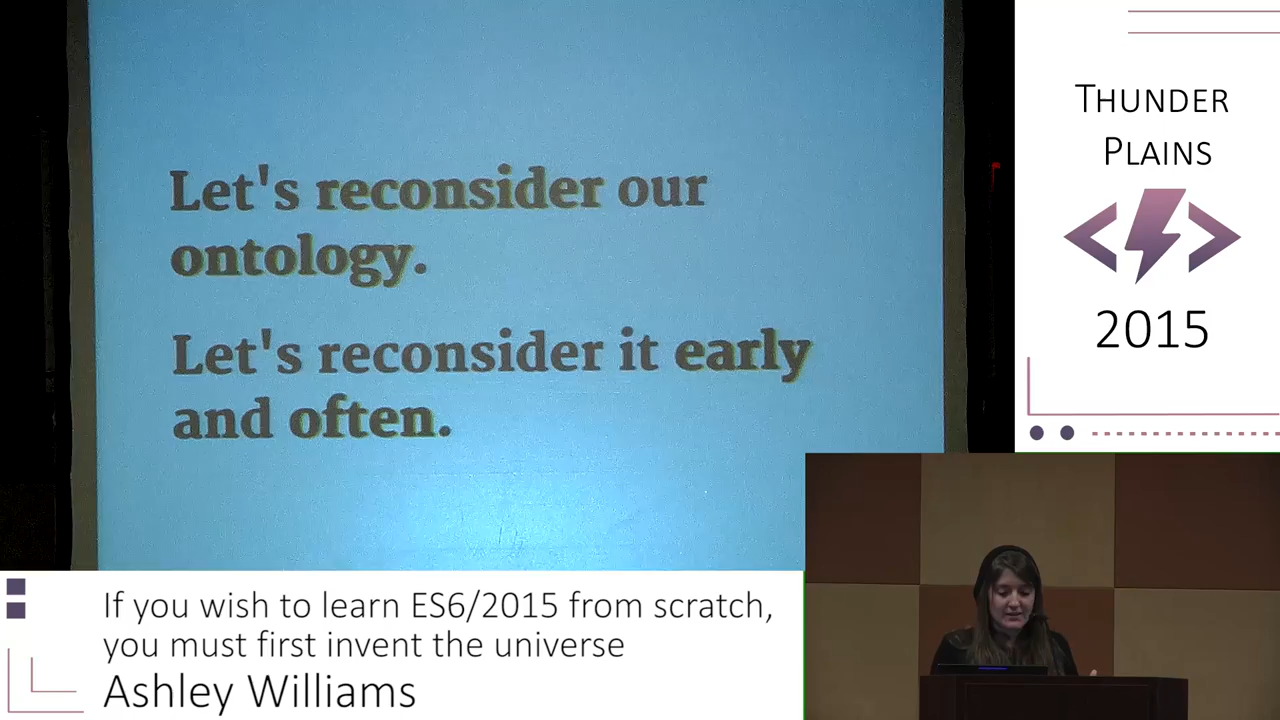 Let's reconsider our
ontology.
Let's reconsider it early
and often.
THUNDER
PLAINS
2015
If you wish to learn ES6/2015 from scratch,
you must first invent the universe
Ashley Williams